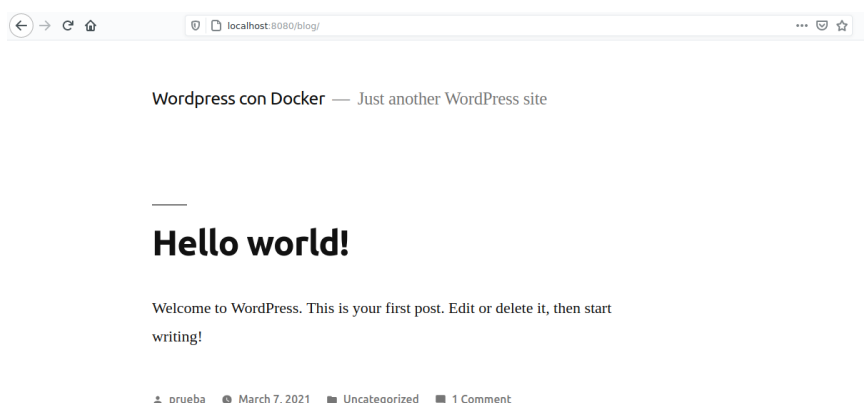 localhost:8080/blog/
Wordpress con Docker — Just another WordPress site
Hello world!
Welcome to WordPress. This is your first post. Edit or delete it, then start
writing!
prueba March 7, 2021 Uncategorized 1 Comment